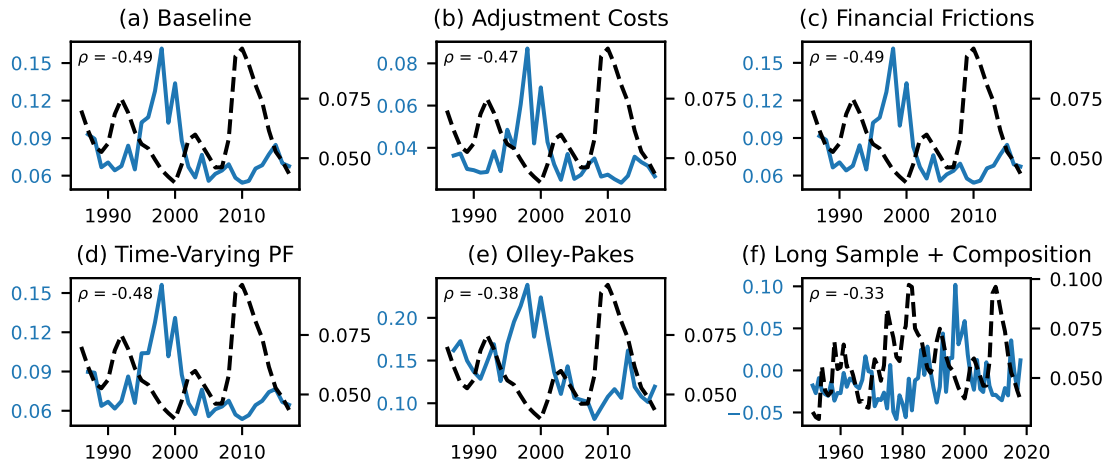 (a) Baseline
ρ = -0.49
0.15
0.12
0.09
0.06
0.075
0.050
1990 2000 2010
(b) Adjustment Costs
ρ = -0.47
0.08
0.06
0.04
0.075
0.050
1990 2000 2010
(c) Financial Frictions
ρ = -0.49
0.15
0.12
0.09
0.06
0.075
0.050
1990 2000 2010
(d) Time-Varying PF
ρ = -0.48
0.15
0.12
0.09
0.06
0.075
0.050
1990 2000 2010
(e) Olley-Pakes
ρ = -0.38
0.20
0.15
0.10
0.075
0.050
1990 2000 2010
(f) Long Sample + Composition
ρ = -0.33
0.10
0.05
0.00
−0.05
0.100
0.075
0.050
1960 1980 2000 2020